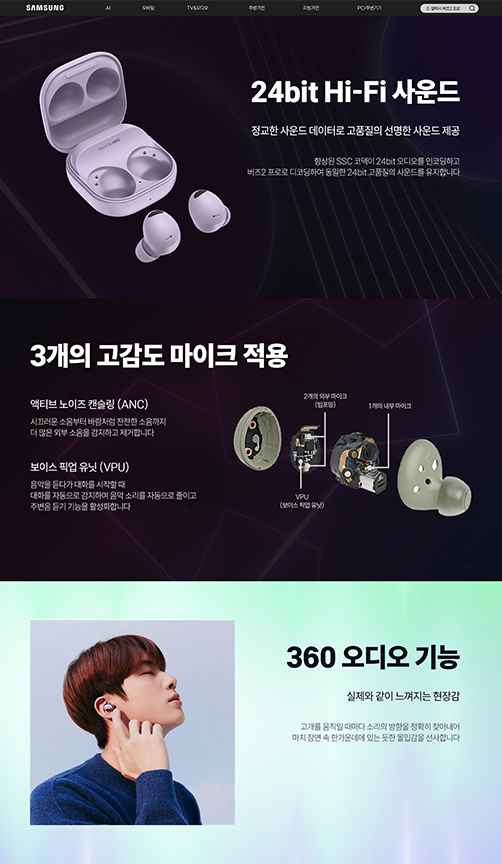 SAMSUNG
AI 모바일 TV&오디오 주방가전 리빙가전 PC/주변기기 갤럭시 버즈2 프로
24bit Hi-Fi 사운드
정교한 사운드 데이터로 고품질의 선명한 사운드 제공
향상된 SSC 코덱이 24bit 오디오를 인코딩하고
버즈2 프로로 디코딩하여 동일한 24bit 고품질의 사운드를 유지합니다
3개의 고감도 마이크 적용
액티브 노이즈 캔슬링 (ANC)
시끄러운 소음부터 바람처럼 잔잔한 소음까지
더 많은 외부 소음을 감지하고 제거합니다
보이스 픽업 유닛 (VPU)
음악을 듣다가 대화를 시작할 때
대화를 자동으로 감지하여 음악 소리를 자동으로 줄이고
주변음 듣기 기능을 활성화합니다
2개의 외부 마이크
(빔포밍)
1개의 내부 마이크
VPU
(보이스 픽업 유닛)
360 오디오 기능
실제와 같이 느껴지는 현장감
고개를 움직일 때마다 소리의 방향을 정확히 찾아내어
마치 장면 속 한가운데에 있는 듯한 몰입감을 선사합니다